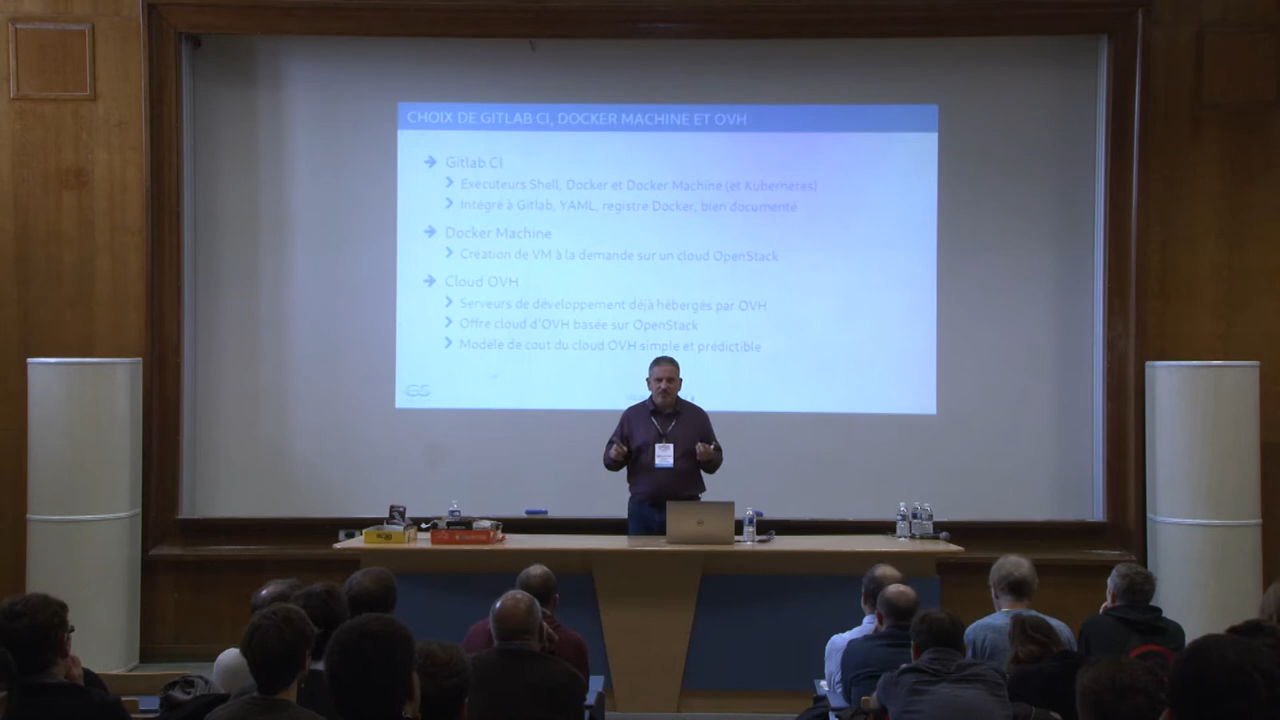 CHOIX DE GITLAB CI, DOCKER MACHINE ET OVH
Gitlab CI
Exécuteurs Shell, Docker et Docker Machine (et Kubernetes)
Intégré à Gitlab, YAML, registre Docker, bien documenté
Docker Machine
Création de VM à la demande sur un cloud OpenStack
Cloud OVH
Serveurs de développement déjà hébergés par OVH
Offre cloud d'OVH basée sur OpenStack
Modèle de cout du cloud OVH simple et prédictible